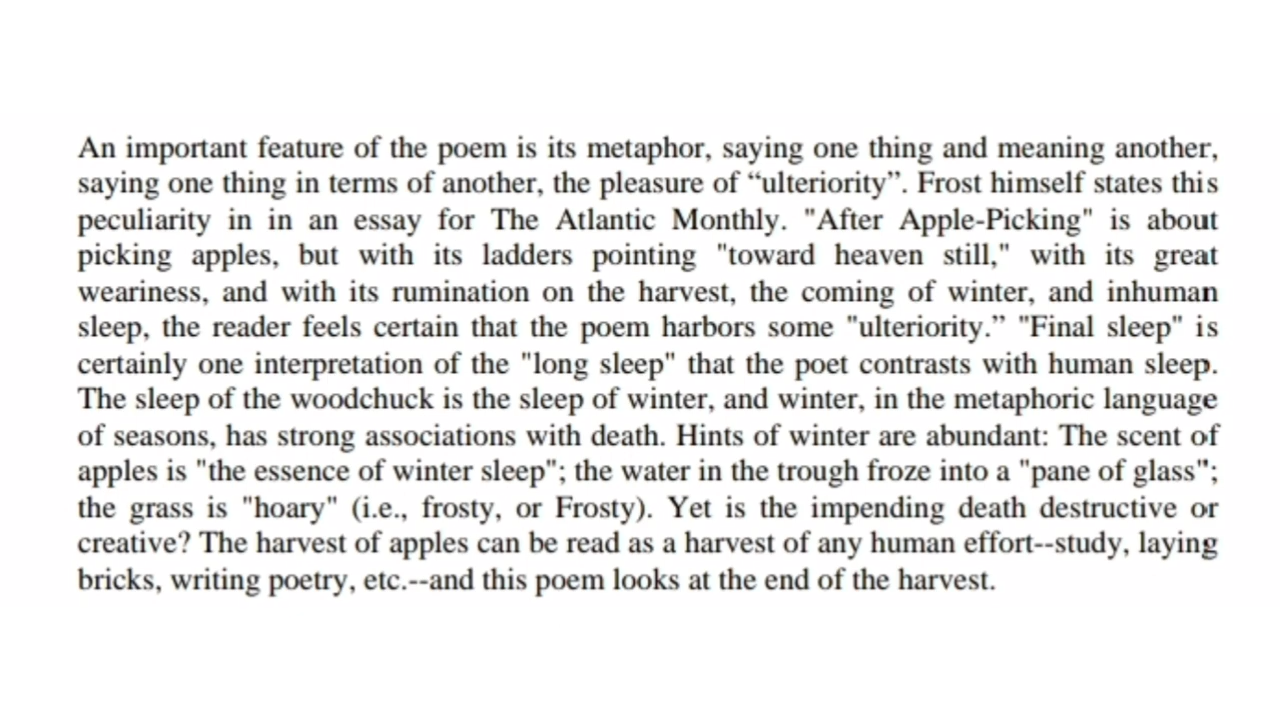 An important feature of the poem is its metaphor, saying one thing and meaning another,
saying one thing in terms of another, the pleasure of “ulteriority”. Frost himself states this
peculiarity in in an essay for The Atlantic Monthly. "After Apple-Picking" is about
picking apples, but with its ladders pointing "toward heaven still," with its great
weariness, and with its rumination on the harvest, the coming of winter, and inhuman
sleep, the reader feels certain that the poem harbors some "ulteriority.” "Final sleep" is
certainly one interpretation of the "long sleep" that the poet contrasts with human sleep.
The sleep of the woodchuck is the sleep of winter, and winter, in the metaphoric language
of seasons, has strong associations with death. Hints of winter are abundant: The scent of
apples is "the essence of winter sleep"; the water in the trough froze into a "pane of glass";
the grass is "hoary" (i.e., frosty, or Frosty). Yet is the impending death destructive or
creative? The harvest of apples can be read as a harvest of any human effort--study, laying
bricks, writing poetry, etc.--and this poem looks at the end of the harvest.